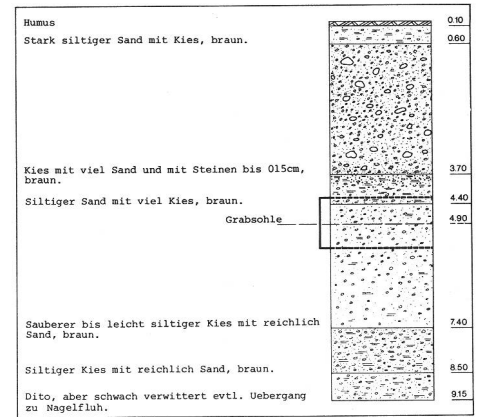 Humus
0.10
Stark siltiger Sand mit Kies, braun.
0.60
Kies mit viel Sand und mit Steinen bis Ø15cm,
braun.
3.70
Siltiger Sand mit viel Kies, braun.
4.40
Grabsohle
4.90
Sauberer bis leicht siltiger Kies mit reichlich
Sand, braun.
7.40
Siltiger Kies mit reichlich Sand, braun.
8.50
Dito, aber schwach verwittert evtl. Uebergang
zu Nagelfluh.
9.15